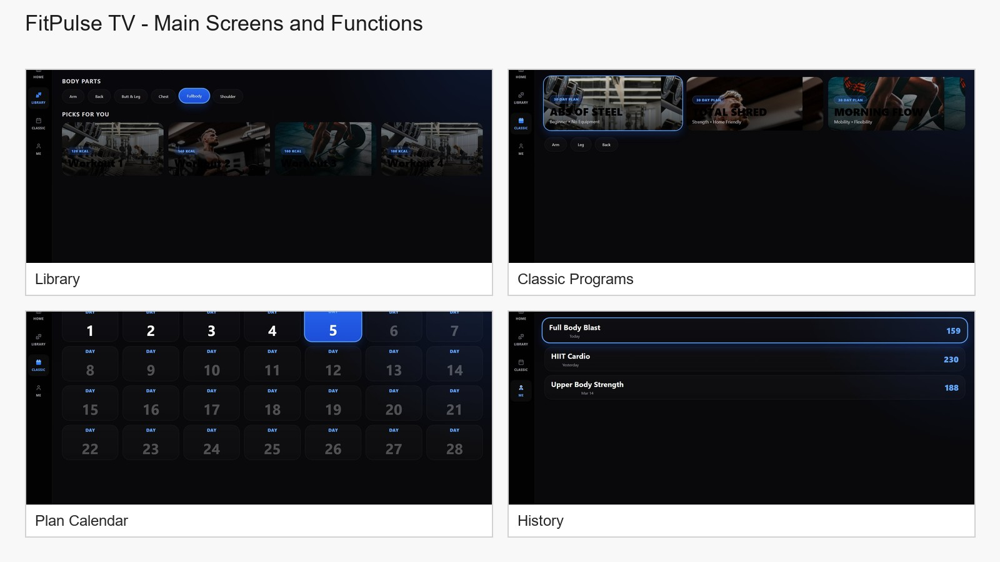 FitPulse TV - Main Screens and Functions
HOME
LIBRARY
CLASSIC
ME
BODY PARTS
Arm
Back
Butt & Leg
Chest
Fullbody
Shoulder
PICKS FOR YOU
120 KCAL
Workout 1
140 KCAL
Workout 2
160 KCAL
Workout 3
180 KCAL
Workout 4
Library
HOME
LIBRARY
CLASSIC
ME
30 DAY PLAN
ABS OF STEEL
Beginner • No Equipment
30 DAY PLAN
TOTAL SHRED
Strength • Home Friendly
30 DAY PLAN
MORNING FLOW
Mobility • Flexibility
Arm
Leg
Back
Classic Programs
HOME
LIBRARY
CLASSIC
ME
DAY DAY DAY DAY DAY DAY DAY
1 2 3 4 5 6 7
DAY DAY DAY DAY DAY DAY DAY
8 9 10 11 12 13 14
DAY DAY DAY DAY DAY DAY DAY
15 16 17 18 19 20 21
DAY DAY DAY DAY DAY DAY DAY
22 23 24 25 26 27 28
Plan Calendar
HOME
LIBRARY
CLASSIC
ME
Full Body Blast
Today
159
HIIT Cardio
Yesterday
230
Upper Body Strength
Mar 14
188
History